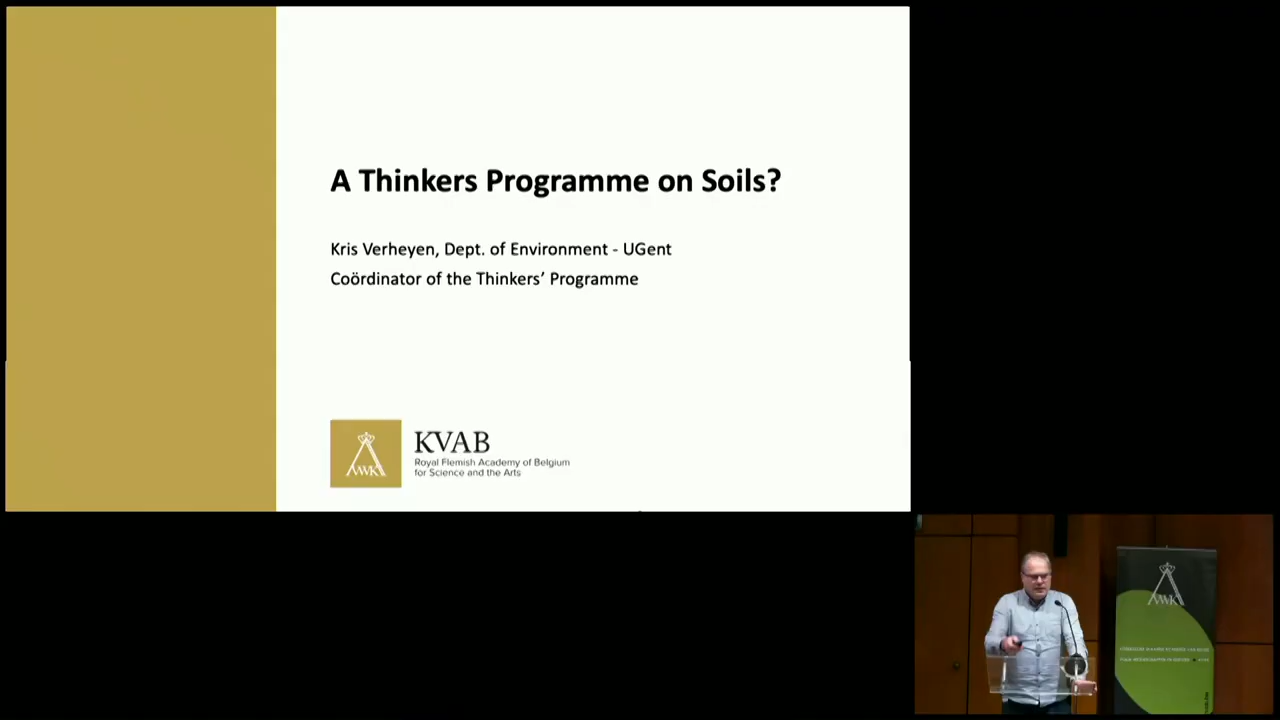 A Thinkers Programme on Soils?
Kris Verheyen, Dept. of Environment - UGent
Coördinator of the Thinkers’ Programme
KVAB
Royal Flemish Academy of Belgium
for Science and the Arts